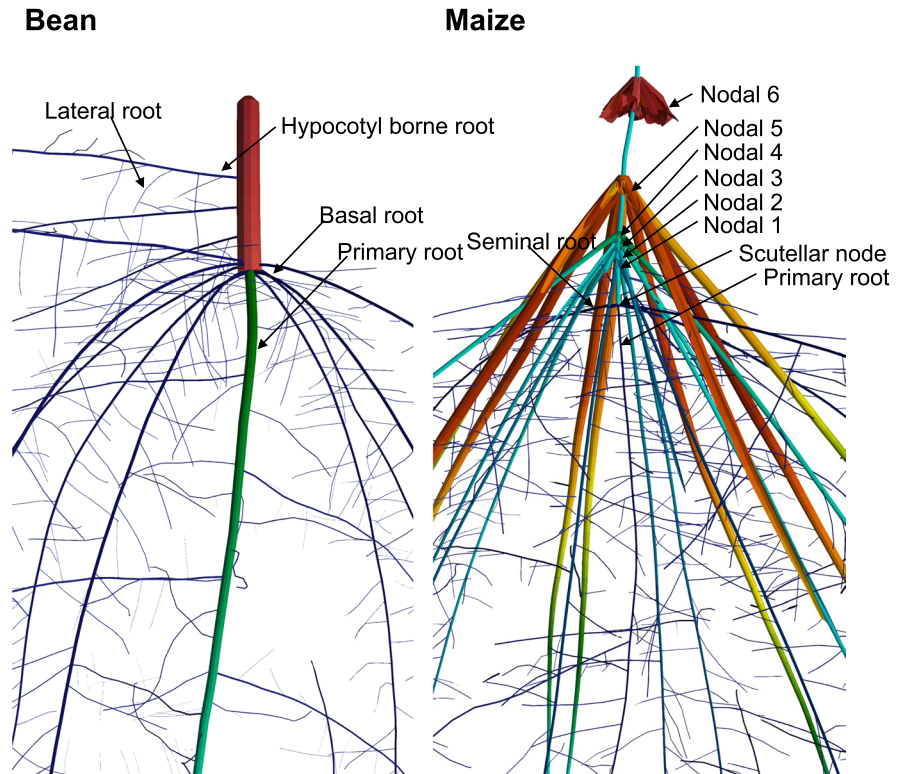 Bean
Lateral root
Hypocotyl borne root
Basal root
Primary root
Maize
Nodal 6
Nodal 5
Nodal 4
Nodal 3
Nodal 2
Nodal 1
Seminal root
Scutellar node
Primary root